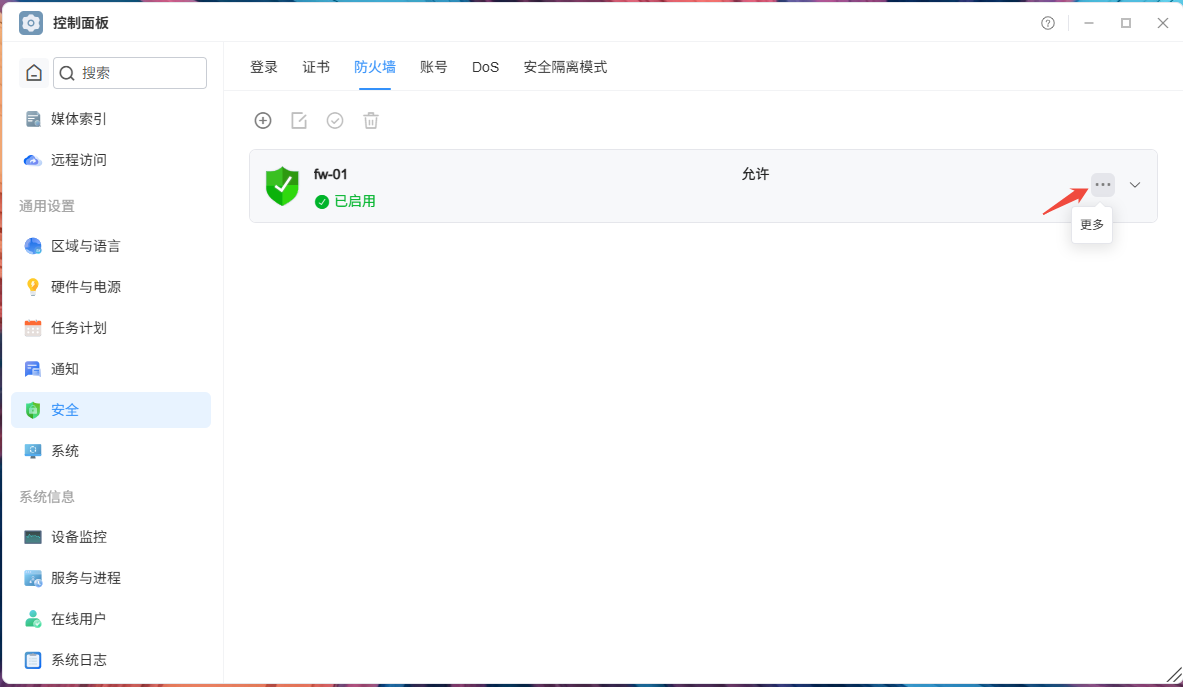 控制面板
搜索
登录 证书 防火墙 账号 DoS 安全隔离模式
媒体索引
远程访问
通用设置
区域与语言
硬件与电源
任务计划
通知
安全
系统
系统信息
设备监控
服务与进程
在线用户
系统日志
fw-01
已启用
允许
更多